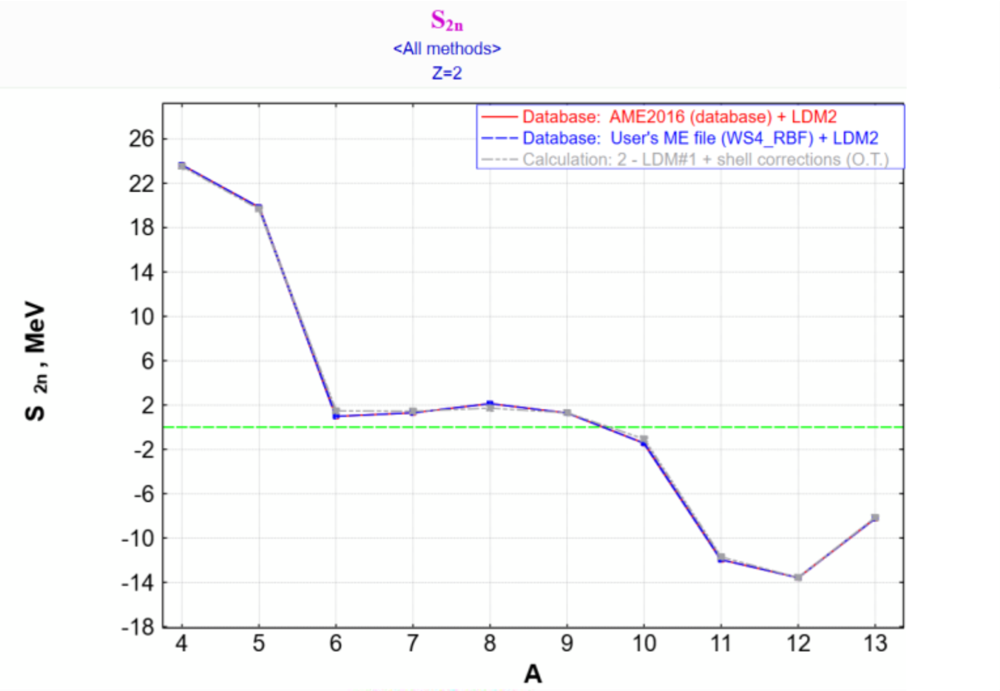 S2n
<All methods>
Z=2
Database: AME2016 (database) + LDM2
Database: User's ME file (WS4_RBF) + LDM2
Calculation: 2 - LDM#1 + shell corrections (O.T.)
S 2n , MeV
26
22
18
14
10
6
2
-2
-6
-10
-14
-18
4 5 6 7 8 9 10 11 12 13
A